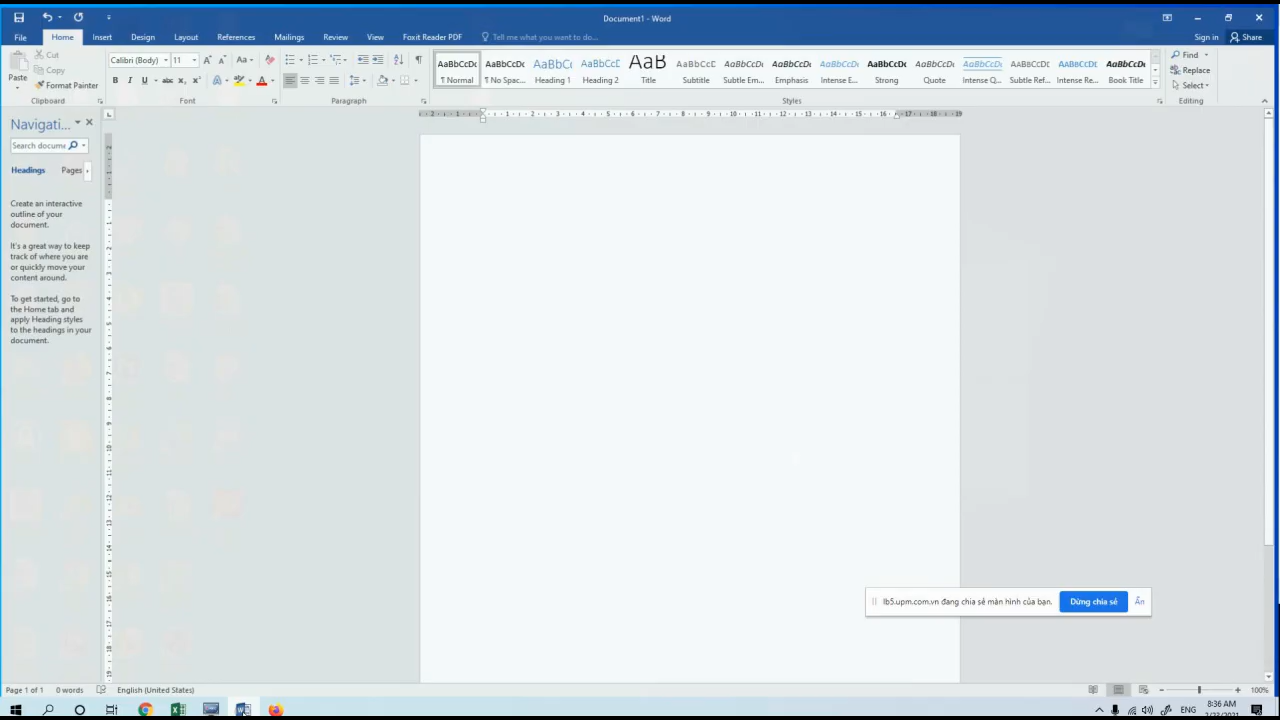 Document1 - Word
File Home Insert Design Layout References Mailings Review View Foxit Reader PDF Tell me what you want to do... Sign in Share
Paste Cut Copy Format Painter
Calibri (Body) 11
AaBbCcDc AaBbCcDc AaBbCc AaBbCcD AaB AaBbCcD AaBbCcDc AaBbCcDc AaBbCcDc AaBbCcDc AaBbCcDc AaBbCcDc AaBbCcDc AaBbCcDc AaBbCcDc
¶ Normal ¶ No Spac... Heading 1 Heading 2 Title Subtitle Subtle Em... Emphasis Intense E... Strong Quote Intense Q... Subtle Ref... Intense Re... Book Title
Find Replace Select
Clipboard Font Paragraph Styles Editing
Navigati...
Search docume
Headings Pages
Create an interactive
outline of your
document.
It's a great way to keep
track of where you are
or quickly move your
content around.
To get started, go to
the Home tab and
apply Heading styles
to the headings in your
document.
lb5.upm.com.vn đang chia sẻ màn hình của bạn. Dừng chia sẻ Ẩn
Page 1 of 1 0 words English (United States) 100%
ENG 8:36 AM